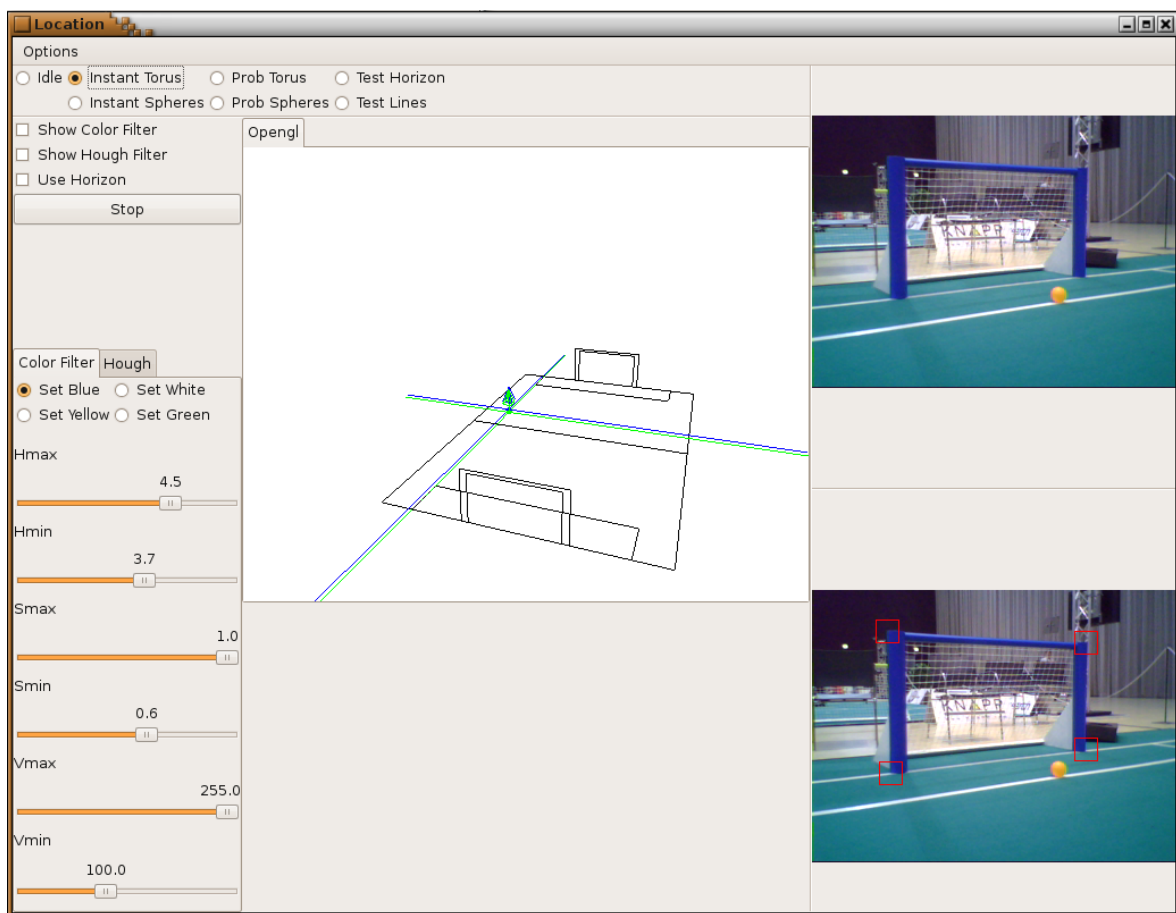 Location
Options
Idle Instant Torus Prob Torus Test Horizon
Instant Spheres Prob Spheres Test Lines
Show Color Filter
Show Hough Filter
Use Horizon
Stop
Opengl
Color Filter Hough
Set Blue Set White
Set Yellow Set Green
Hmax
4.5
Hmin
3.7
Smax
1.0
Smin
0.6
Vmax
255.0
Vmin
100.0
KNAPP
KNAPP